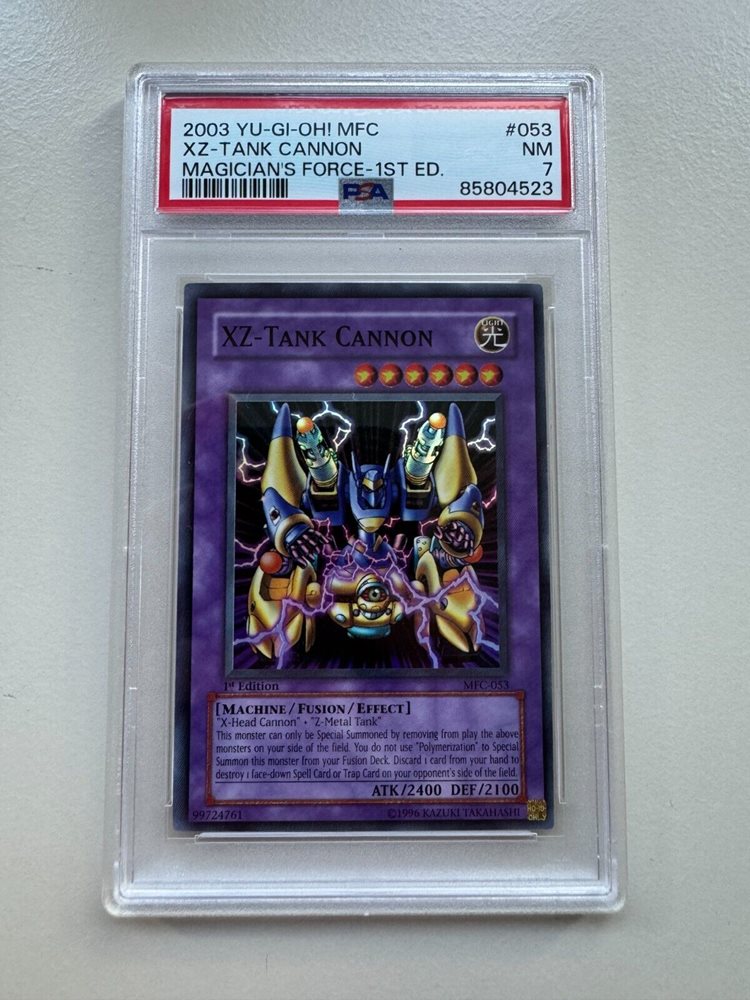 2003 YU-GI-OH! MFC #053
XZ-TANK CANNON NM
MAGICIAN'S FORCE-1ST ED. 7
PSA 85804523
XZ-TANK CANNON
LIGHT
光
1st Edition MFC-053
[MACHINE/FUSION/EFFECT]
"X-Head Cannon" + "Z-Metal Tank"
This monster can only be Special Summoned by removing from play the above
monsters on your side of the field. You do not use "Polymerization" to Special
Summon this monster from your Fusion Deck. Discard 1 card from your hand to
destroy 1 face-down Spell Card or Trap Card on your opponent's side of the field.
ATK/2400 DEF/2100
99724761 ©1996 KAZUKI TAKAHASHI